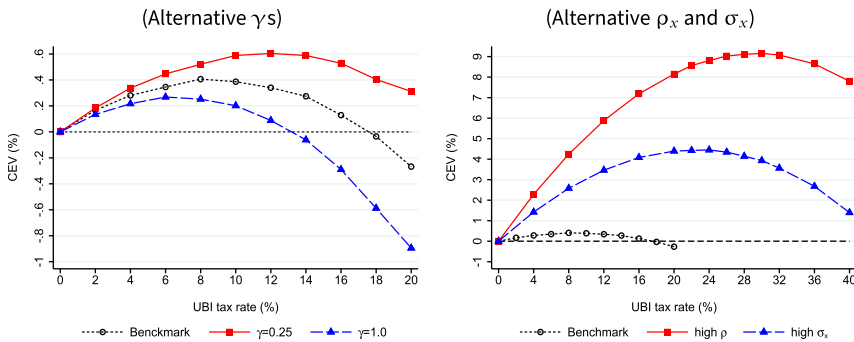 (Alternative γs)
.6
.4
.2
0
-.2
-.4
-.6
-.8
-1
CEV (%)
0 2 4 6 8 10 12 14 16 18 20
UBI tax rate (%)
Benckmark γ=0.25 γ=1.0
(Alternative ρₓ and σₓ)
9
8
7
6
5
4
3
2
1
0
-1
CEV (%)
0 4 8 12 16 20 24 28 32 36 40
UBI tax rate (%)
Benchmark high ρ high σₓ